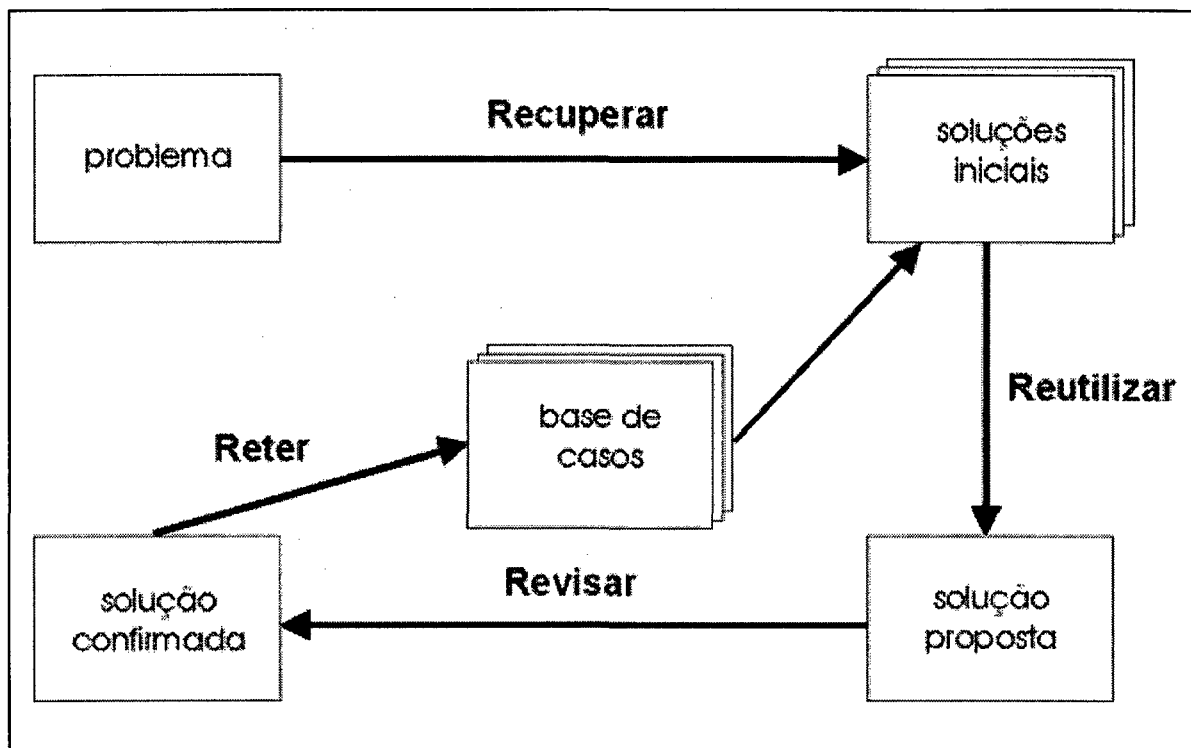 problema
Recuperar
soluções
iniciais
Reutilizar
base de
casos
Reter
Revisar
solução
confirmada
solução
proposta